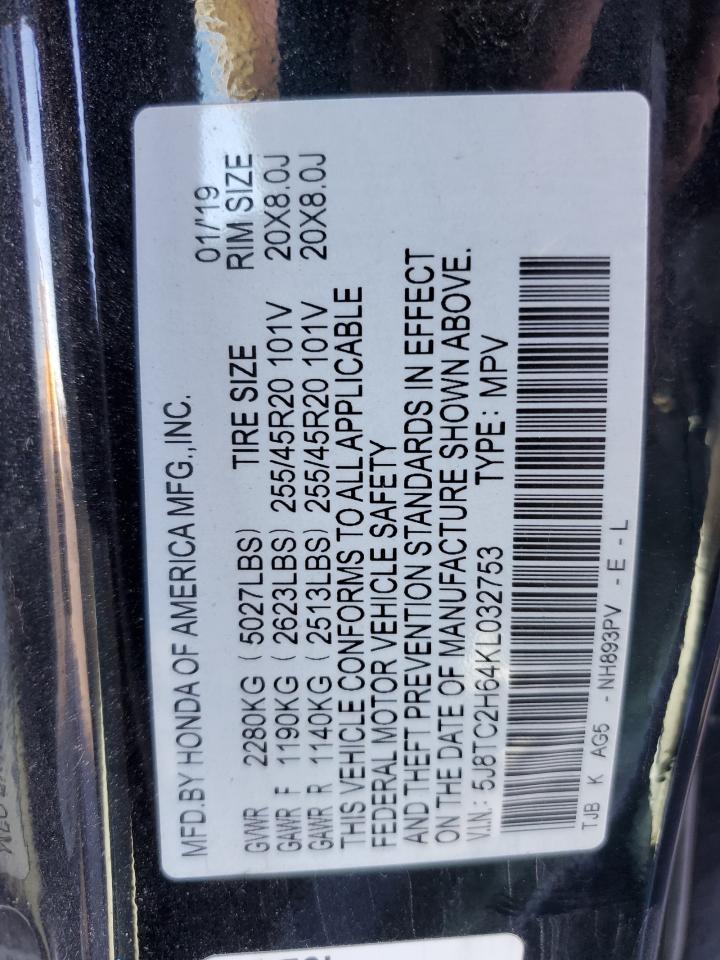 MFD.BY HONDA OF AMERICA MFG.,INC. 01/'19
GVWR 2280KG ( 5027LBS) TIRE SIZE RIM SIZE
GAWR F 1190KG ( 2623LBS) 255/45R20 101V 20X8.0J
GAWR R 1140KG ( 2513LBS) 255/45R20 101V 20X8.0J
THIS VEHICLE CONFORMS TO ALL APPLICABLE
FEDERAL MOTOR VEHICLE SAFETY
AND THEFT PREVENTION STANDARDS IN EFFECT
ON THE DATE OF MANUFACTURE SHOWN ABOVE.
V.I.N.: 5J8TC2H64KL032753 TYPE: MPV
TJB K AG5 - NH893PV - E - L